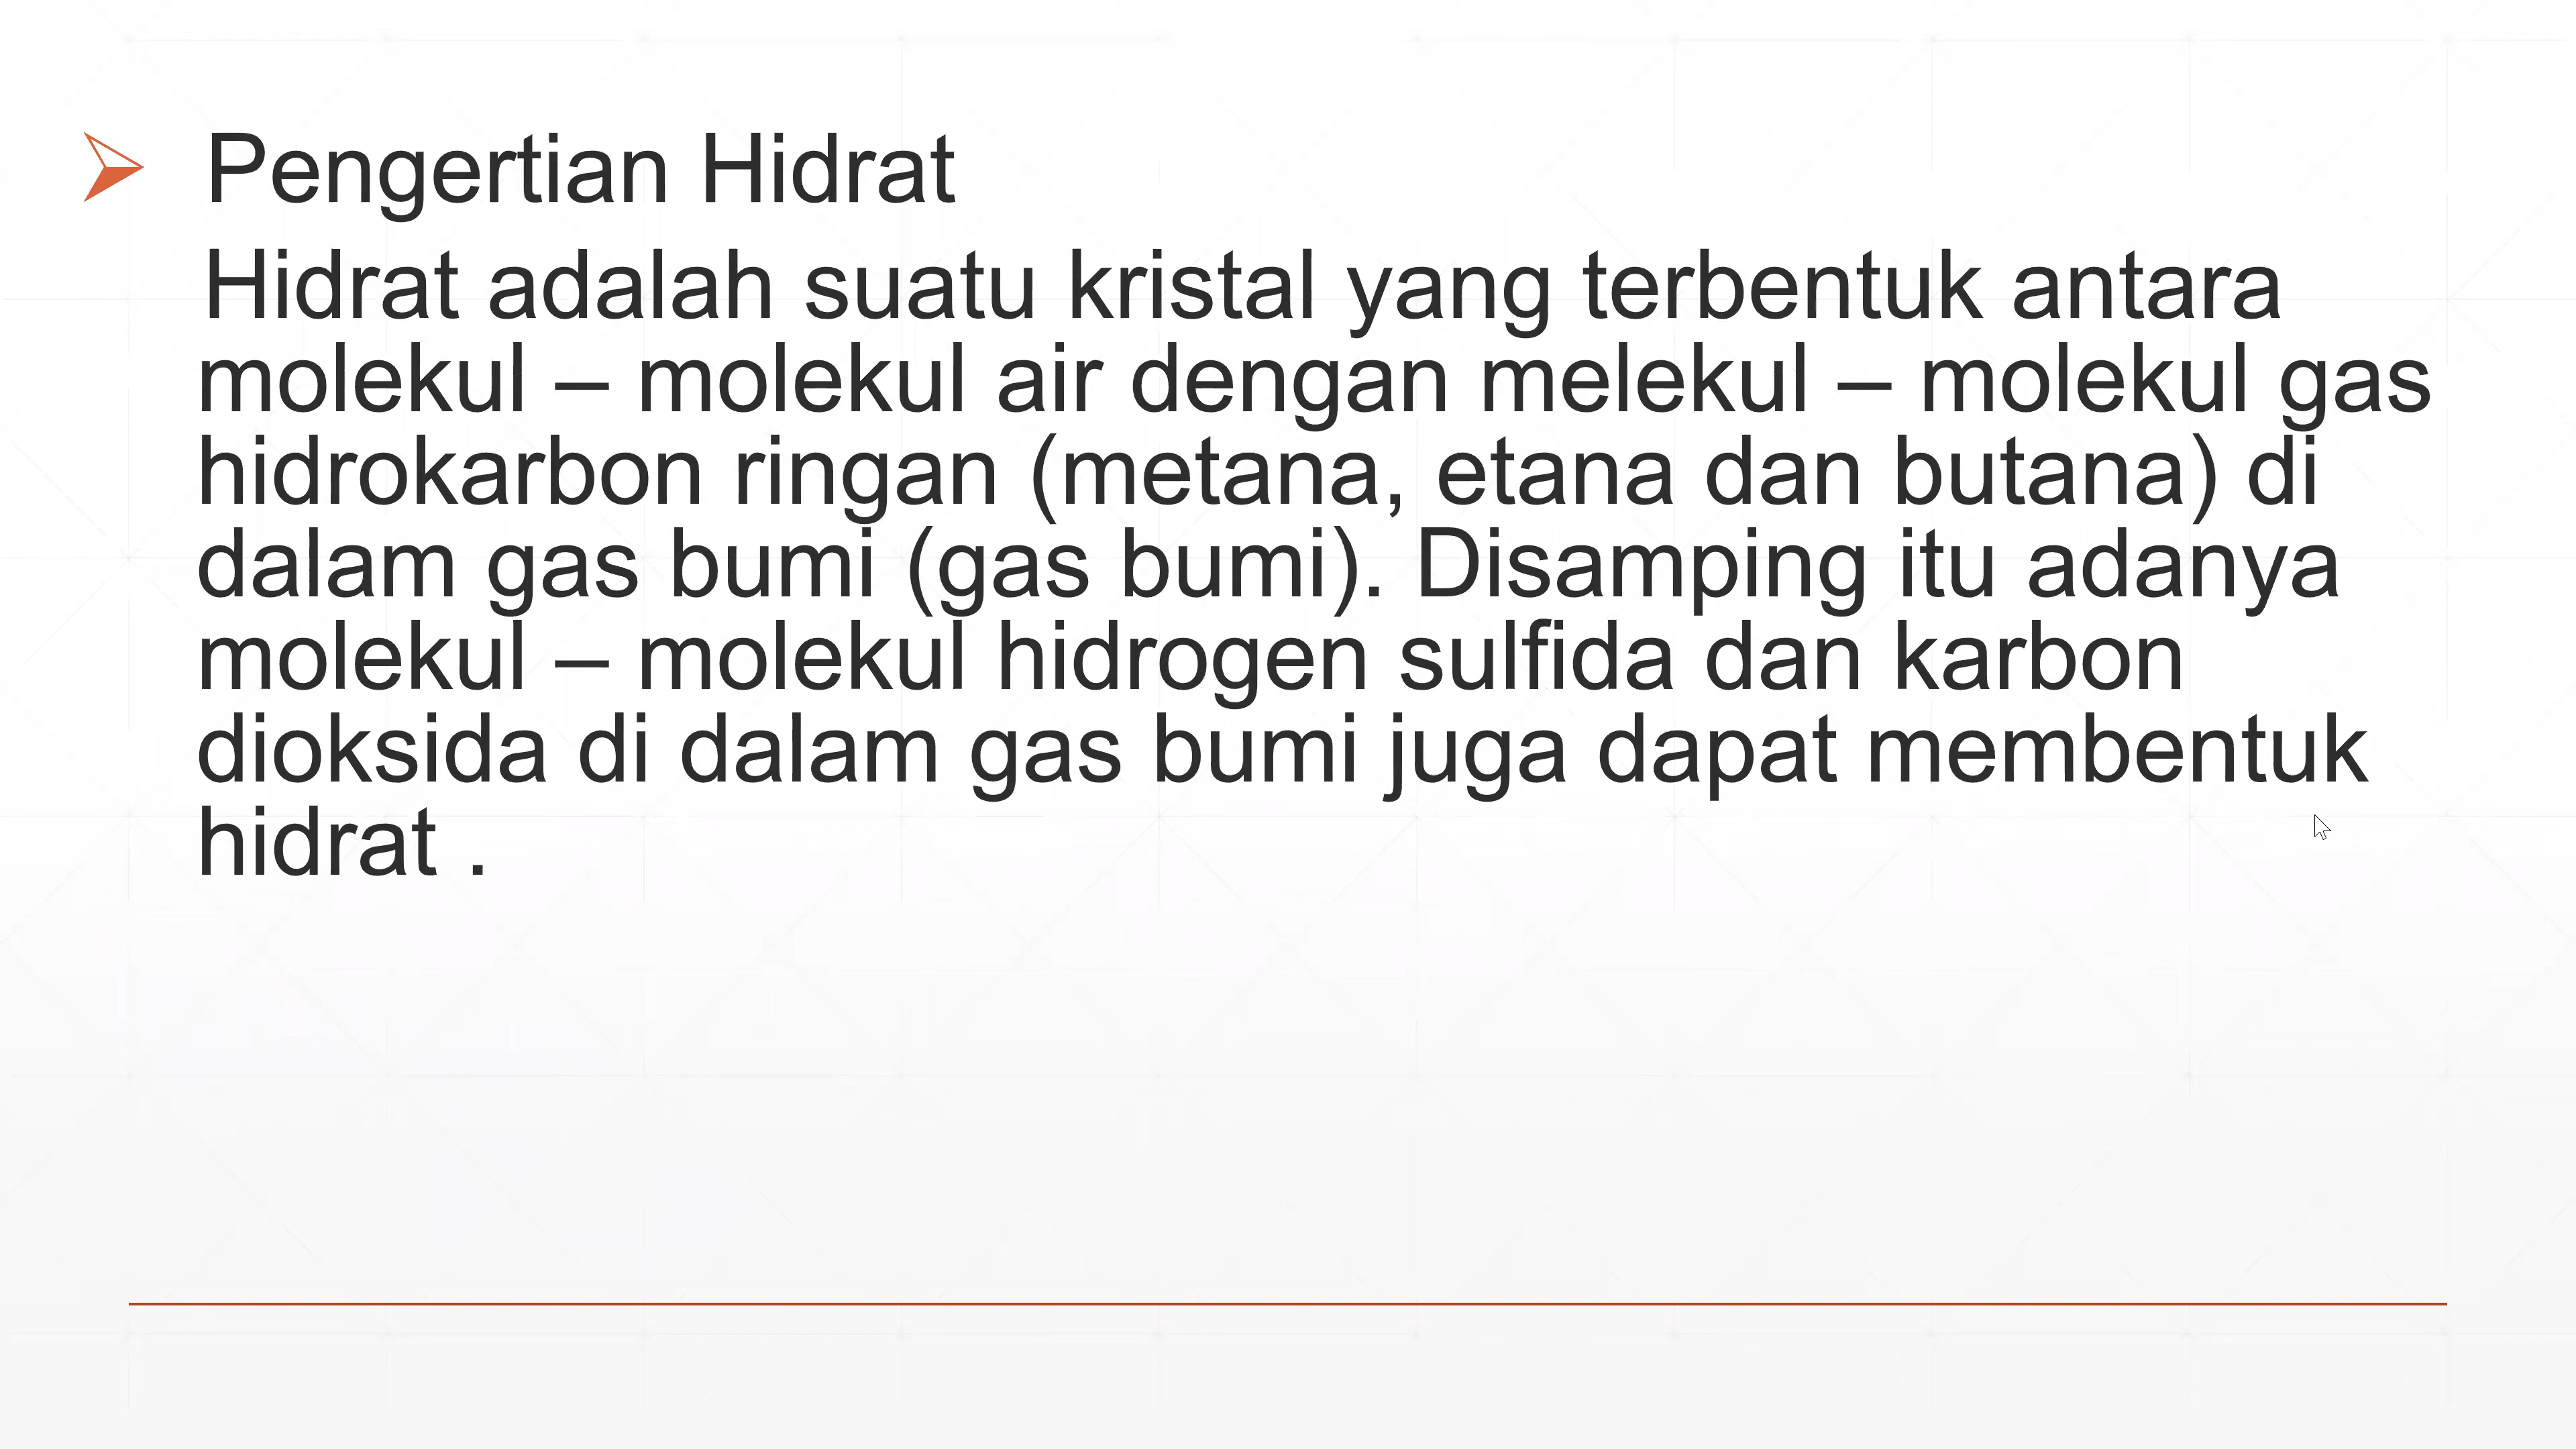 Pengertian Hidrat
Hidrat adalah suatu kristal yang terbentuk antara
molekul – molekul air dengan melekul – molekul gas
hidrokarbon ringan (metana, etana dan butana) di
dalam gas bumi (gas bumi). Disamping itu adanya
molekul – molekul hidrogen sulfida dan karbon
dioksida di dalam gas bumi juga dapat membentuk
hidrat .